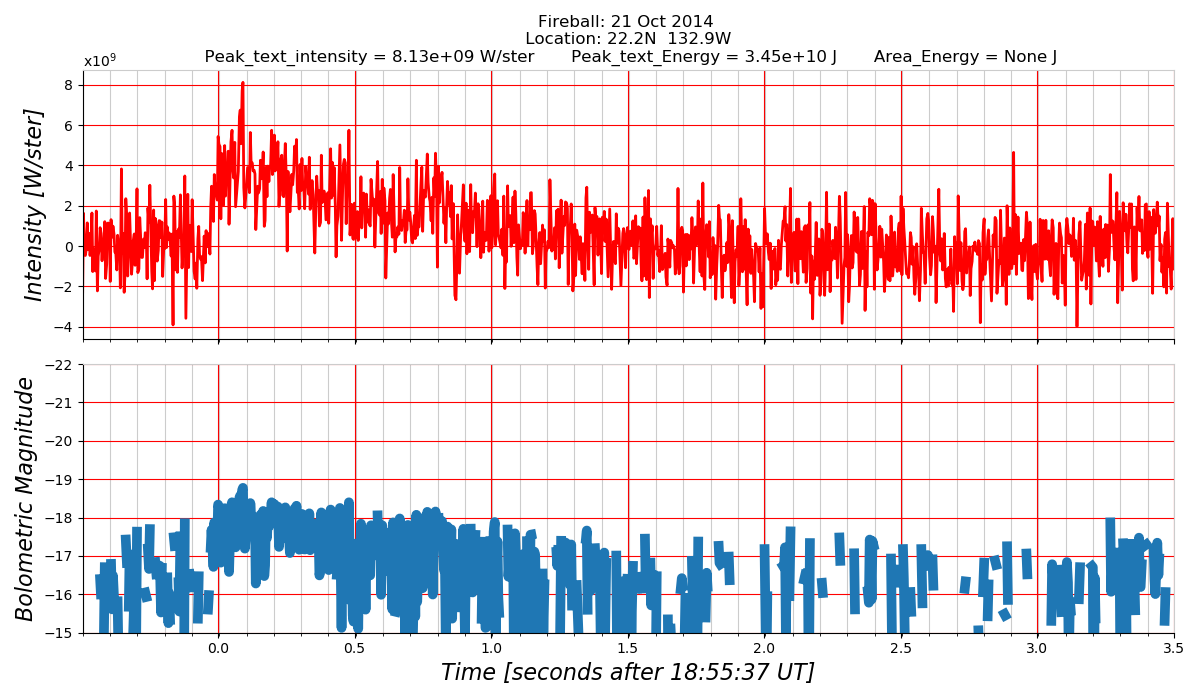 Fireball: 21 Oct 2014
Location: 22.2N  132.9W
Peak_text_intensity = 8.13e+09 W/ster       Peak_text_Energy = 3.45e+10 J       Area_Energy = None J
x10⁹
8
6
4
2
0
−2
−4
Intensity [W/ster]
−22
−21
−20
−19
−18
−17
−16
−15
Bolometric Magnitude
0.0 0.5 1.0 1.5 2.0 2.5 3.0 3.5
Time [seconds after 18:55:37 UT]